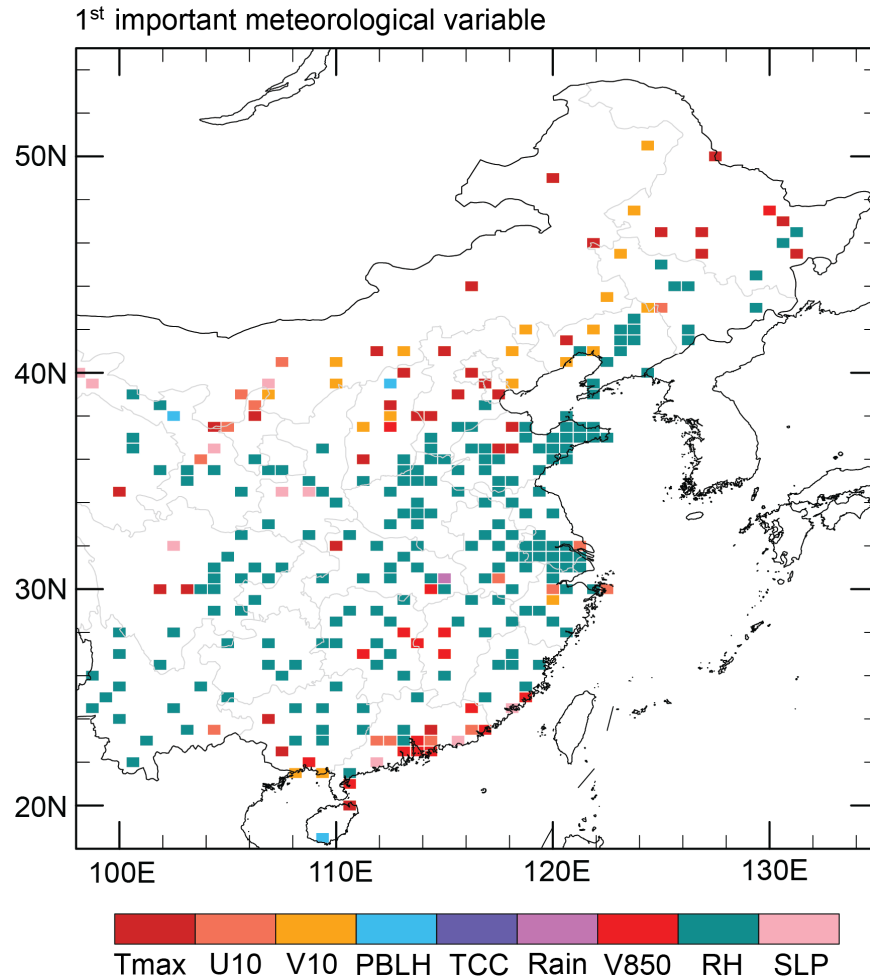 1st important meteorological variable
50N
40N
30N
20N
100E 110E 120E 130E
Tmax U10 V10 PBLH TCC Rain V850 RH SLP